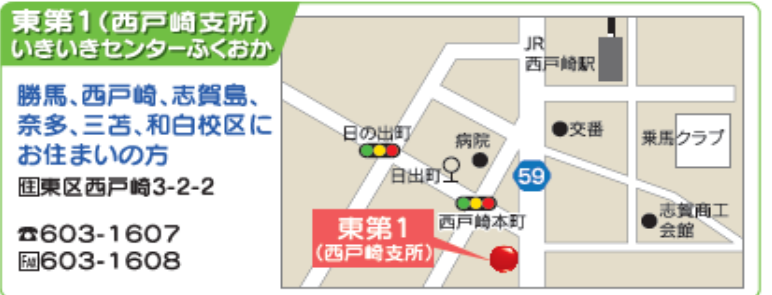 東第1(西戸崎支所)
いきいきセンターふくおか
勝馬、西戸崎、志賀島、
奈多、三苫、和白校区に
お住まいの方
住東区西戸崎3-2-2
☎603-1607
FAX603-1608
JR
西戸崎駅
日の出町
病院
交番
乗馬クラブ
日出町
59
西戸崎本町
志賀商工
会館
東第1
(西戸崎支所)